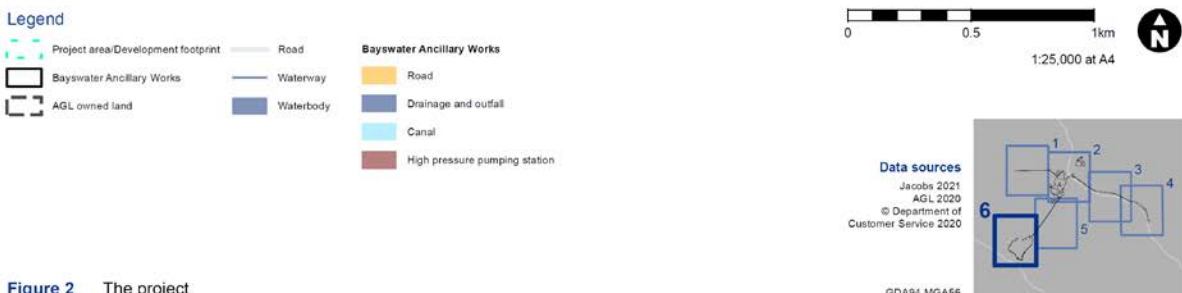 Legend
Project area/Development footprint
Bayswater Ancillary Works
AGL owned land
Road
Waterway
Waterbody
Bayswater Ancillary Works
Road
Drainage and outfall
Canal
High pressure pumping station
0 0.5 1km
1:25,000 at A4
N
Data sources
Jacobs 2021
AGL 2020
© Department of
Customer Service 2020
1
2
3
4
5
6
GDA94 MGA56
Figure 2 The project